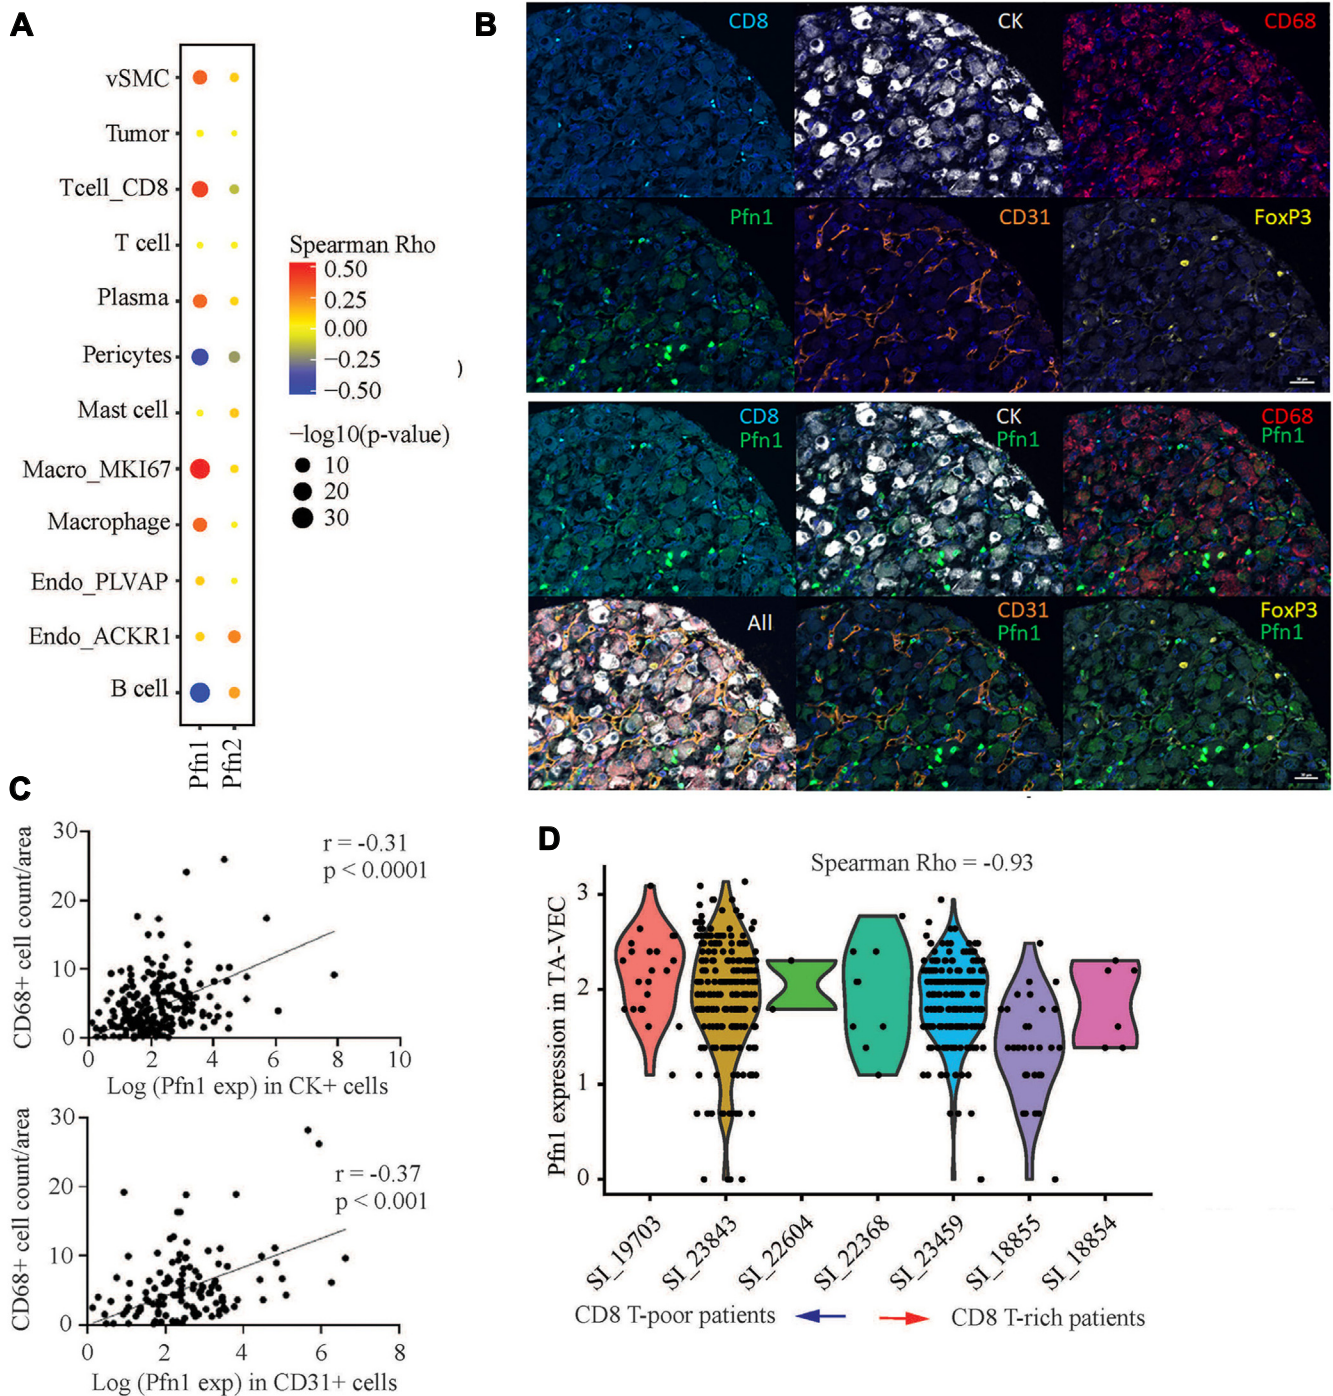 A
vSMC
Tumor
Tcell_CD8
T cell
Plasma
Pericytes
Mast cell
Macro_MKI67
Macrophage
Endo_PLVAP
Endo_ACKR1
B cell
Pfn1
Pfn2
Spearman Rho
0.50
0.25
0.00
−0.25
−0.50
−log10(p-value)
10
20
30
)
B
CD8
CK
CD68
Pfn1
CD31
FoxP3
CD8
Pfn1
CK
Pfn1
CD68
Pfn1
All
CD31
Pfn1
FoxP3
Pfn1
C
CD68+ cell count/area
30
20
10
0
r = -0.31
p < 0.0001
0 2 4 6 8 10
Log (Pfn1 exp) in CK+ cells
CD68+ cell count/area
30
20
10
0
r = -0.37
p < 0.001
0 2 4 6 8
Log (Pfn1 exp) in CD31+ cells
D
Spearman Rho = -0.93
Pfn1 expression in TA-VEC
3
2
1
0
SI_19703
SI_23843
SI_22604
SI_22368
SI_23459
SI_18855
SI_18854
CD8 T-poor patients
CD8 T-rich patients